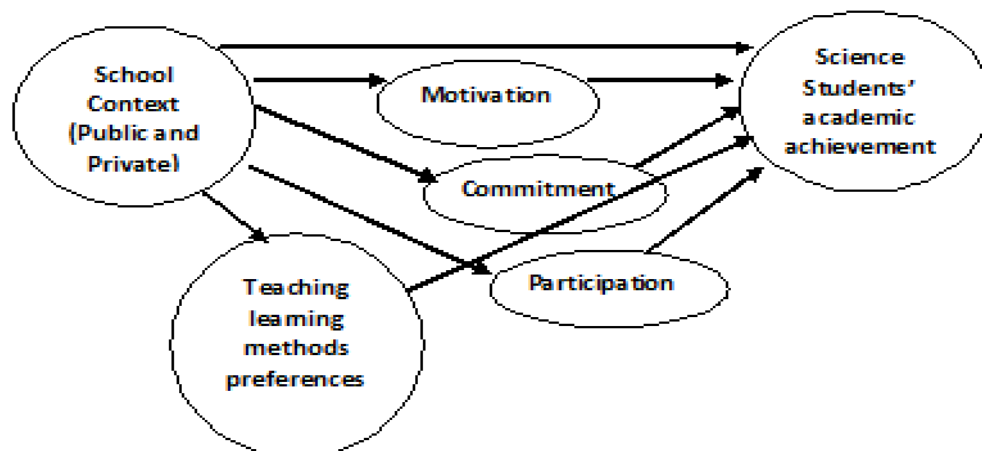 School
Context
(Public and
Private)
Motivation
Commitment
Participation
Teaching
learning
methods
preferences
Science
Students'
academic
achievement